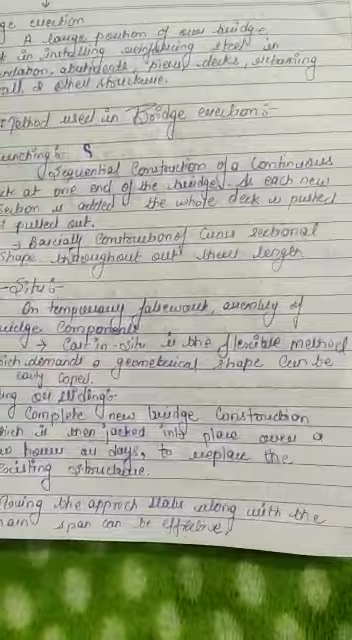 ge erection
A large portion of our bridge
in installing reinforcing steel in
ndation, abutments, piers, decks, retaining
all, & other structure.
Method used in Bridge erection:-
unching:-
Sequential Construction of a Continuous
at one end of the bridge. As each new
ection is added the whole deck is pushed
pulled out.
→ Basically Construction of Cross sectional
shape throughout out their length.
-Situ:-
On temporary falsework, assembly of
ridge Components
→ Cast in-situ is the flexible method
ich demands a geometerical shape can be
easly coped.
ing or sliding:-
Complete new bridge Construction
hich is then jacked into place over a
hours or days, to replace the
existing structure.
llowing the approch slabs along with the
ain span can be effective.